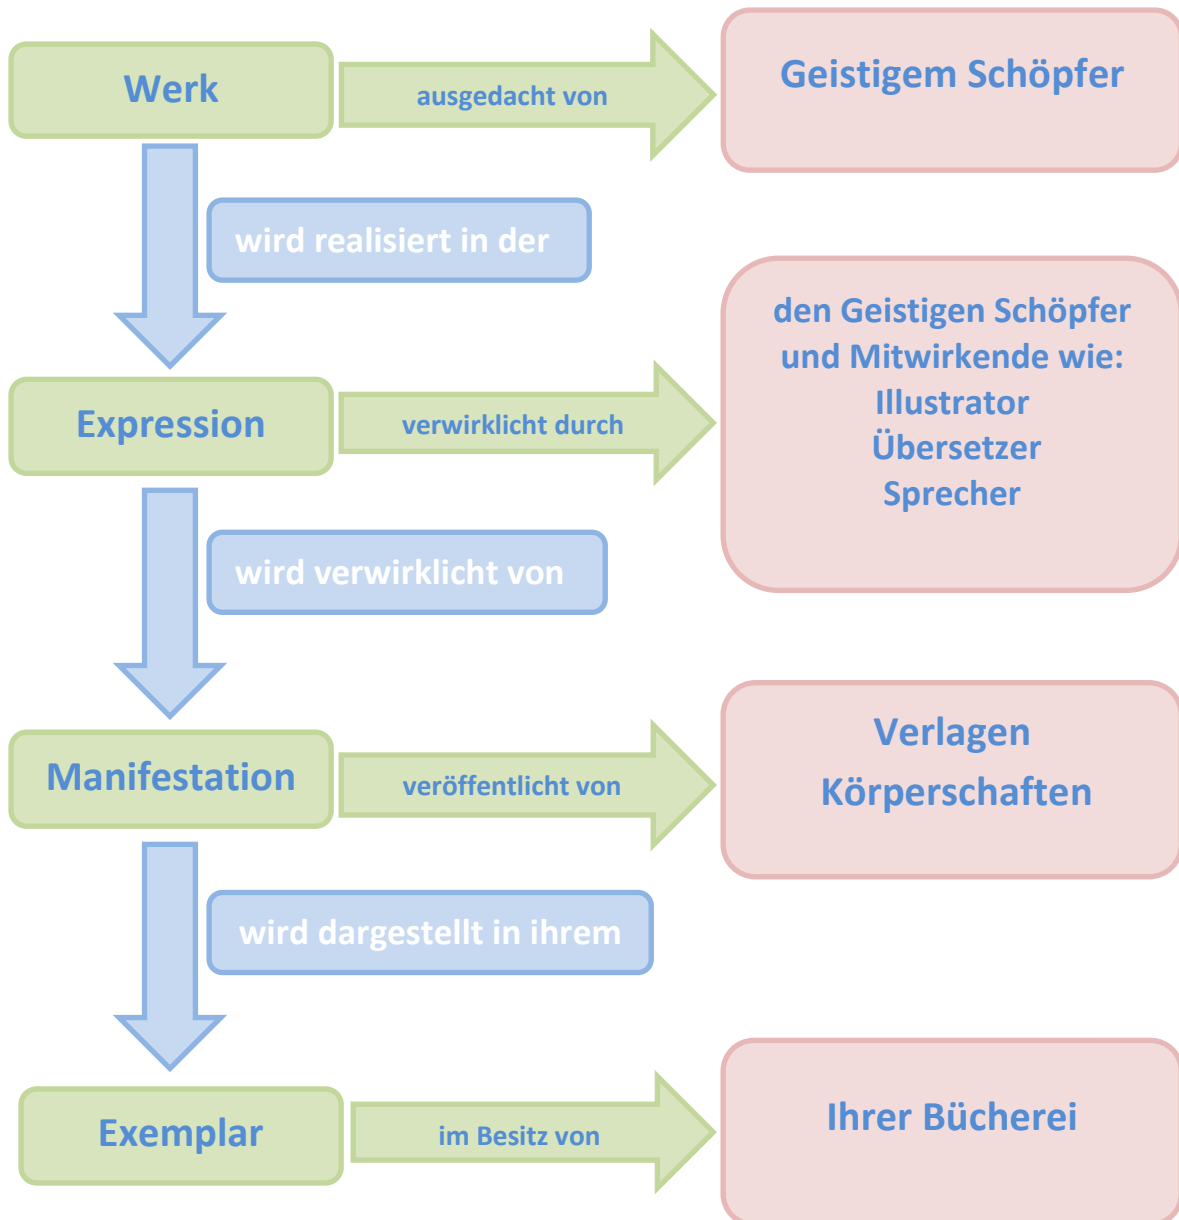 Werk
ausgedacht von
Geistigem Schöpfer
wird realisiert in der
Expression
verwirklicht durch
den Geistigen Schöpfer
und Mitwirkende wie:
Illustrator
Übersetzer
Sprecher
wird verwirklicht von
Manifestation
veröffentlicht von
Verlagen
Körperschaften
wird dargestellt in ihrem
Exemplar
im Besitz von
Ihrer Bücherei